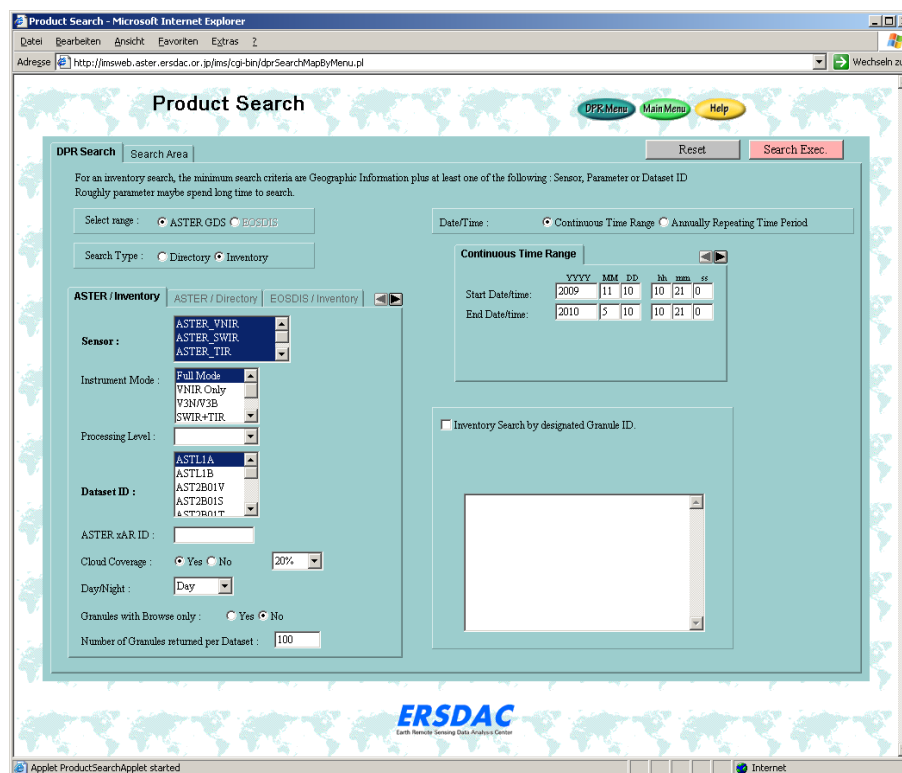 Product Search - Microsoft Internet Explorer
Datei Bearbeiten Ansicht Favoriten Extras ?
Adresse http://imsweb.aster.ersdac.or.jp/ims/cgi-bin/dprSearchMapByMenu.pl Wechseln zu
Product Search
DPR Menu Main Menu Help
DPR Search Search Area Reset Search Exec.
For an inventory search, the minimum search criteria are Geographic Information plus at least one of the following : Sensor, Parameter or Dataset ID
Roughly parameter maybe spend long time to search.
Select range : ASTER GDS EOSDIS
Date/Time : Continuous Time Range Annually Repeating Time Period
Search Type : Directory Inventory
Continuous Time Range
YYYY MM DD hh mm ss
Start Date/time: 2009 11 10 10 21 0
End Date/time: 2010 5 10 10 21 0
ASTER / Inventory ASTER / Directory EOSDIS / Inventory
Sensor :
ASTER_VNIR
ASTER_SWIR
ASTER_TIR
Instrument Mode :
Full Mode
VNIR Only
V3N/V3B
SWIR+TIR
Processing Level :
Dataset ID :
ASTL1A
ASTL1B
AST2B01V
AST2B01S
AST2B01T
ASTER xAR ID :
Cloud Coverage : Yes No 20%
Day/Night : Day
Granules with Browse only : Yes No
Number of Granules returned per Dataset : 100
Inventory Search by designated Granule ID.
ERSDAC
Earth Remote Sensing Data Analysis Center
Applet ProductSearchApplet started Internet